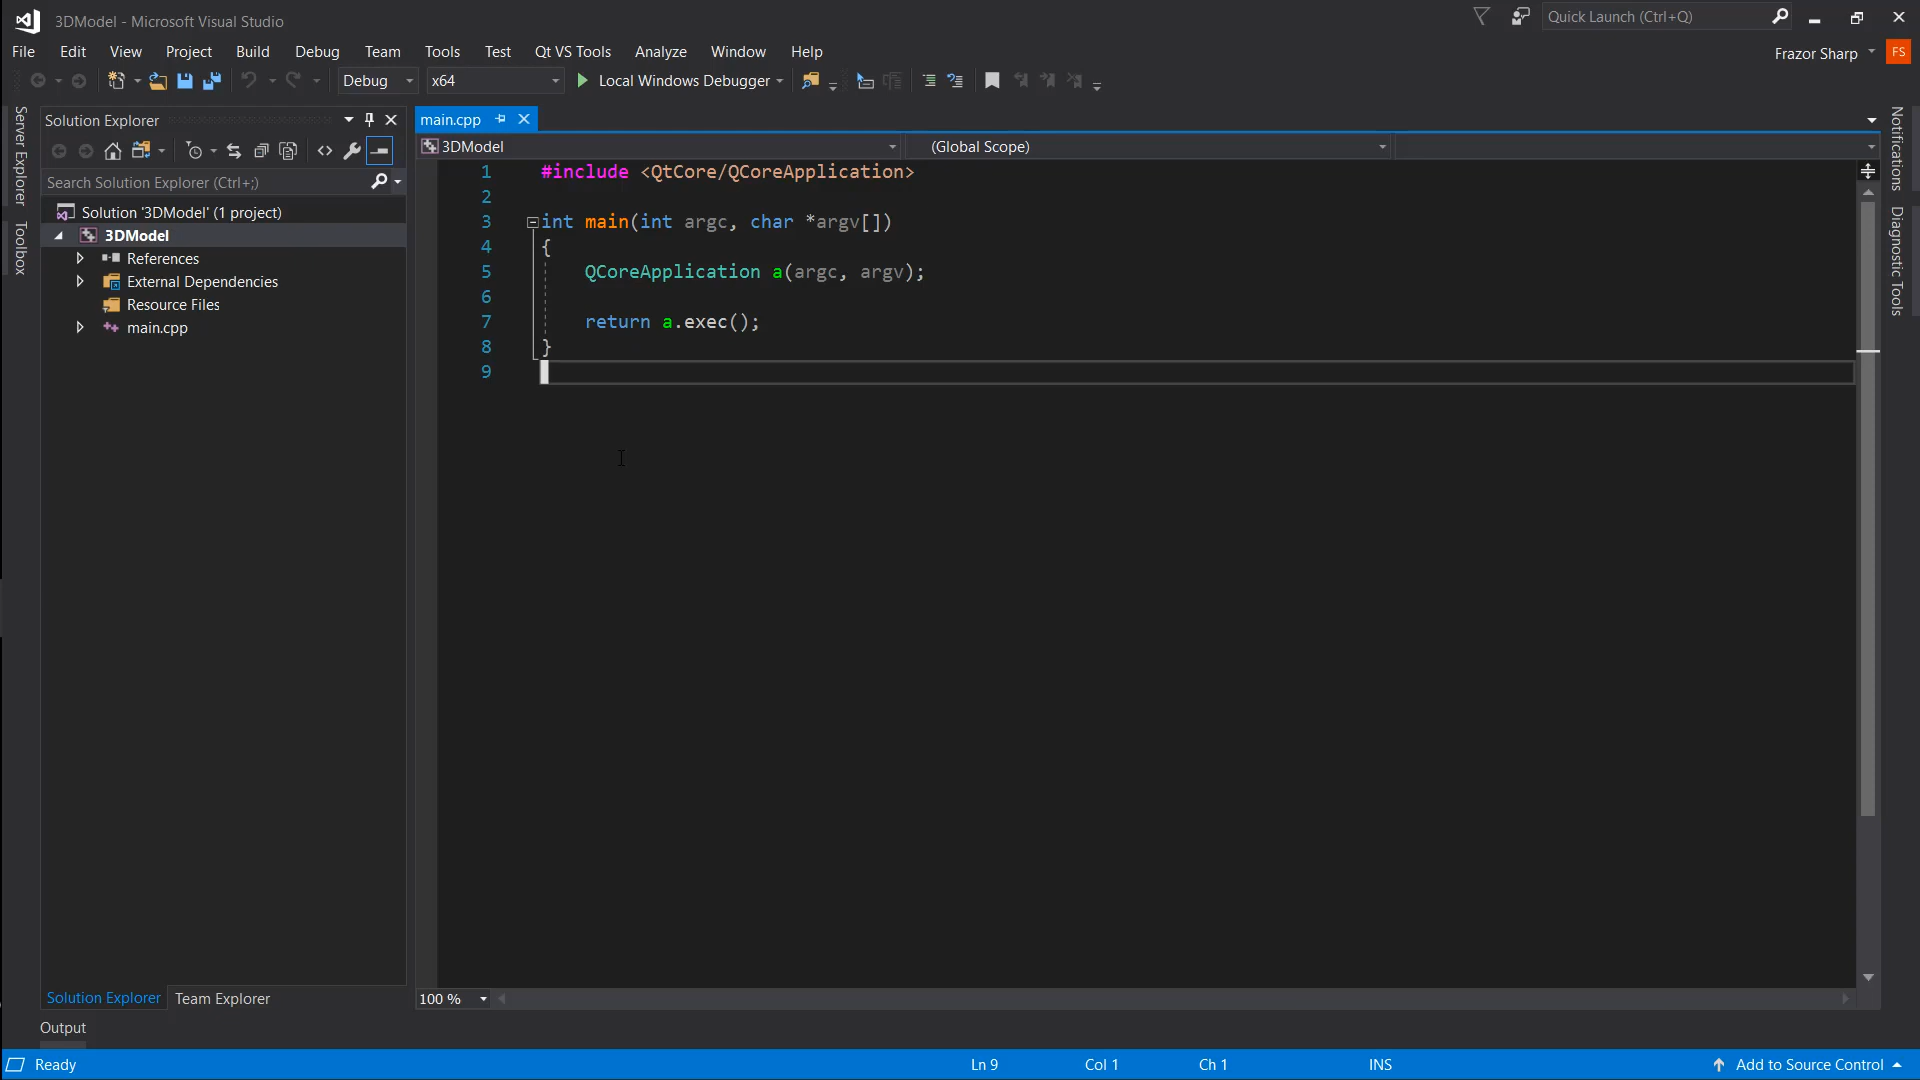 3DModel - Microsoft Visual Studio
Quick Launch (Ctrl+Q)
File Edit View Project Build Debug Team Tools Test Qt VS Tools Analyze Window Help
Frazor Sharp
FS
Debug
x64
Local Windows Debugger
Server Explorer
Toolbox
Solution Explorer
Search Solution Explorer (Ctrl+;)
Solution '3DModel' (1 project)
3DModel
References
External Dependencies
Resource Files
main.cpp
Solution Explorer
Team Explorer
main.cpp
3DModel
(Global Scope)
1 #include <QtCore/QCoreApplication>
2
3 int main(int argc, char *argv[])
4 {
5 QCoreApplication a(argc, argv);
6
7 return a.exec();
8 }
9
100 %
Notifications
Diagnostic Tools
Output
Ready
Ln 9
Col 1
Ch 1
INS
Add to Source Control